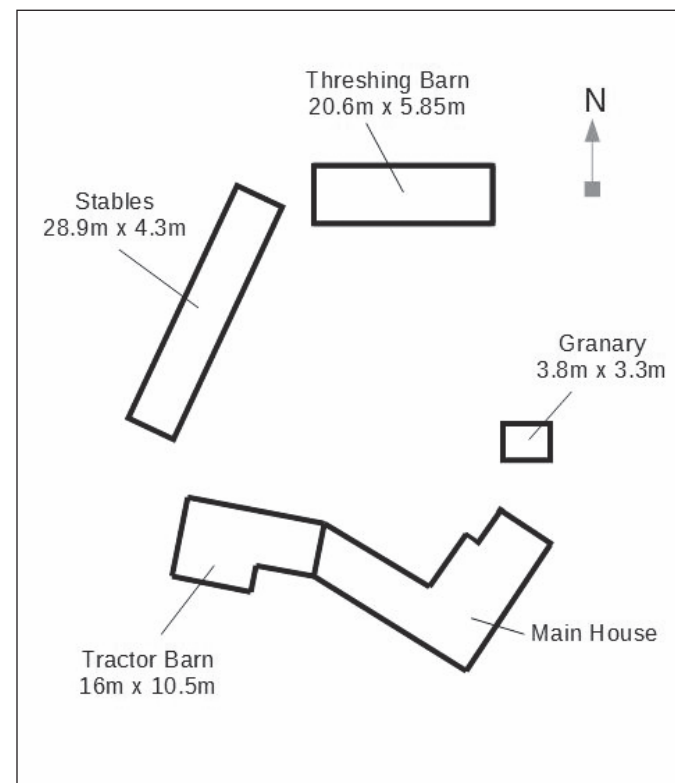 Threshing Barn
20.6m x 5.85m
N
Stables
28.9m x 4.3m
Granary
3.8m x 3.3m
Main House
Tractor Barn
16m x 10.5m